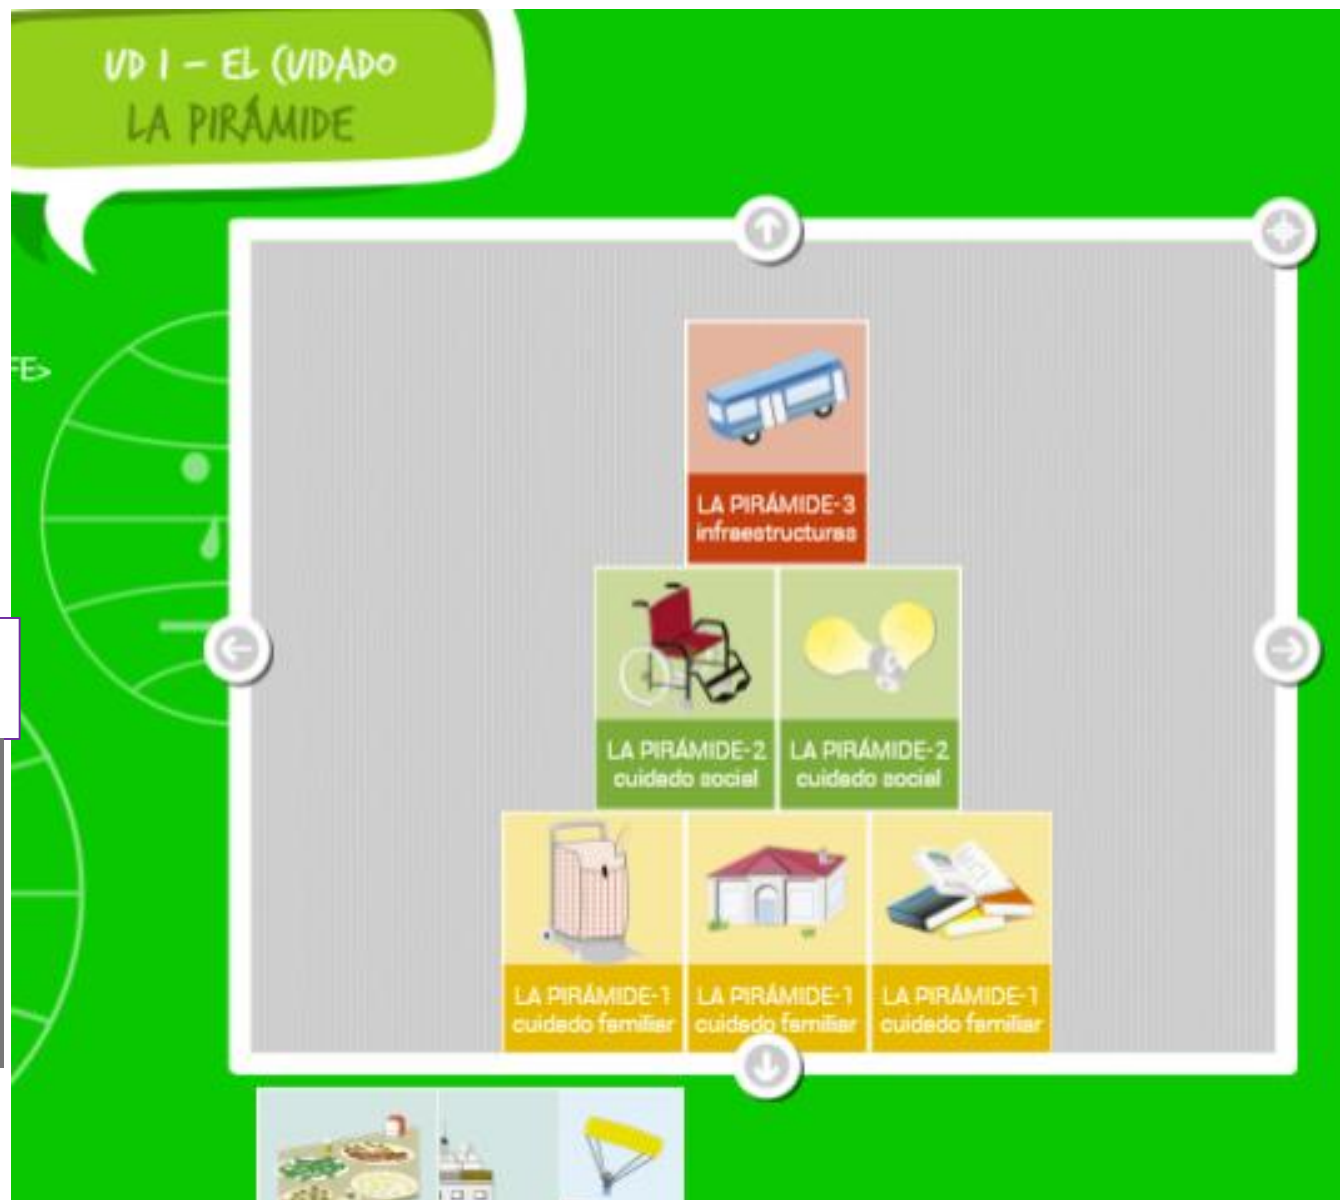 UD 1 – EL CUIDADO
LA PIRÁMIDE
FE>
LA PIRÁMIDE-3
infraestructuras
LA PIRÁMIDE-2
cuidado social
LA PIRÁMIDE-2
cuidado social
LA PIRÁMIDE-1
cuidado familiar
LA PIRÁMIDE-1
cuidado familiar
LA PIRÁMIDE-1
cuidado familiar